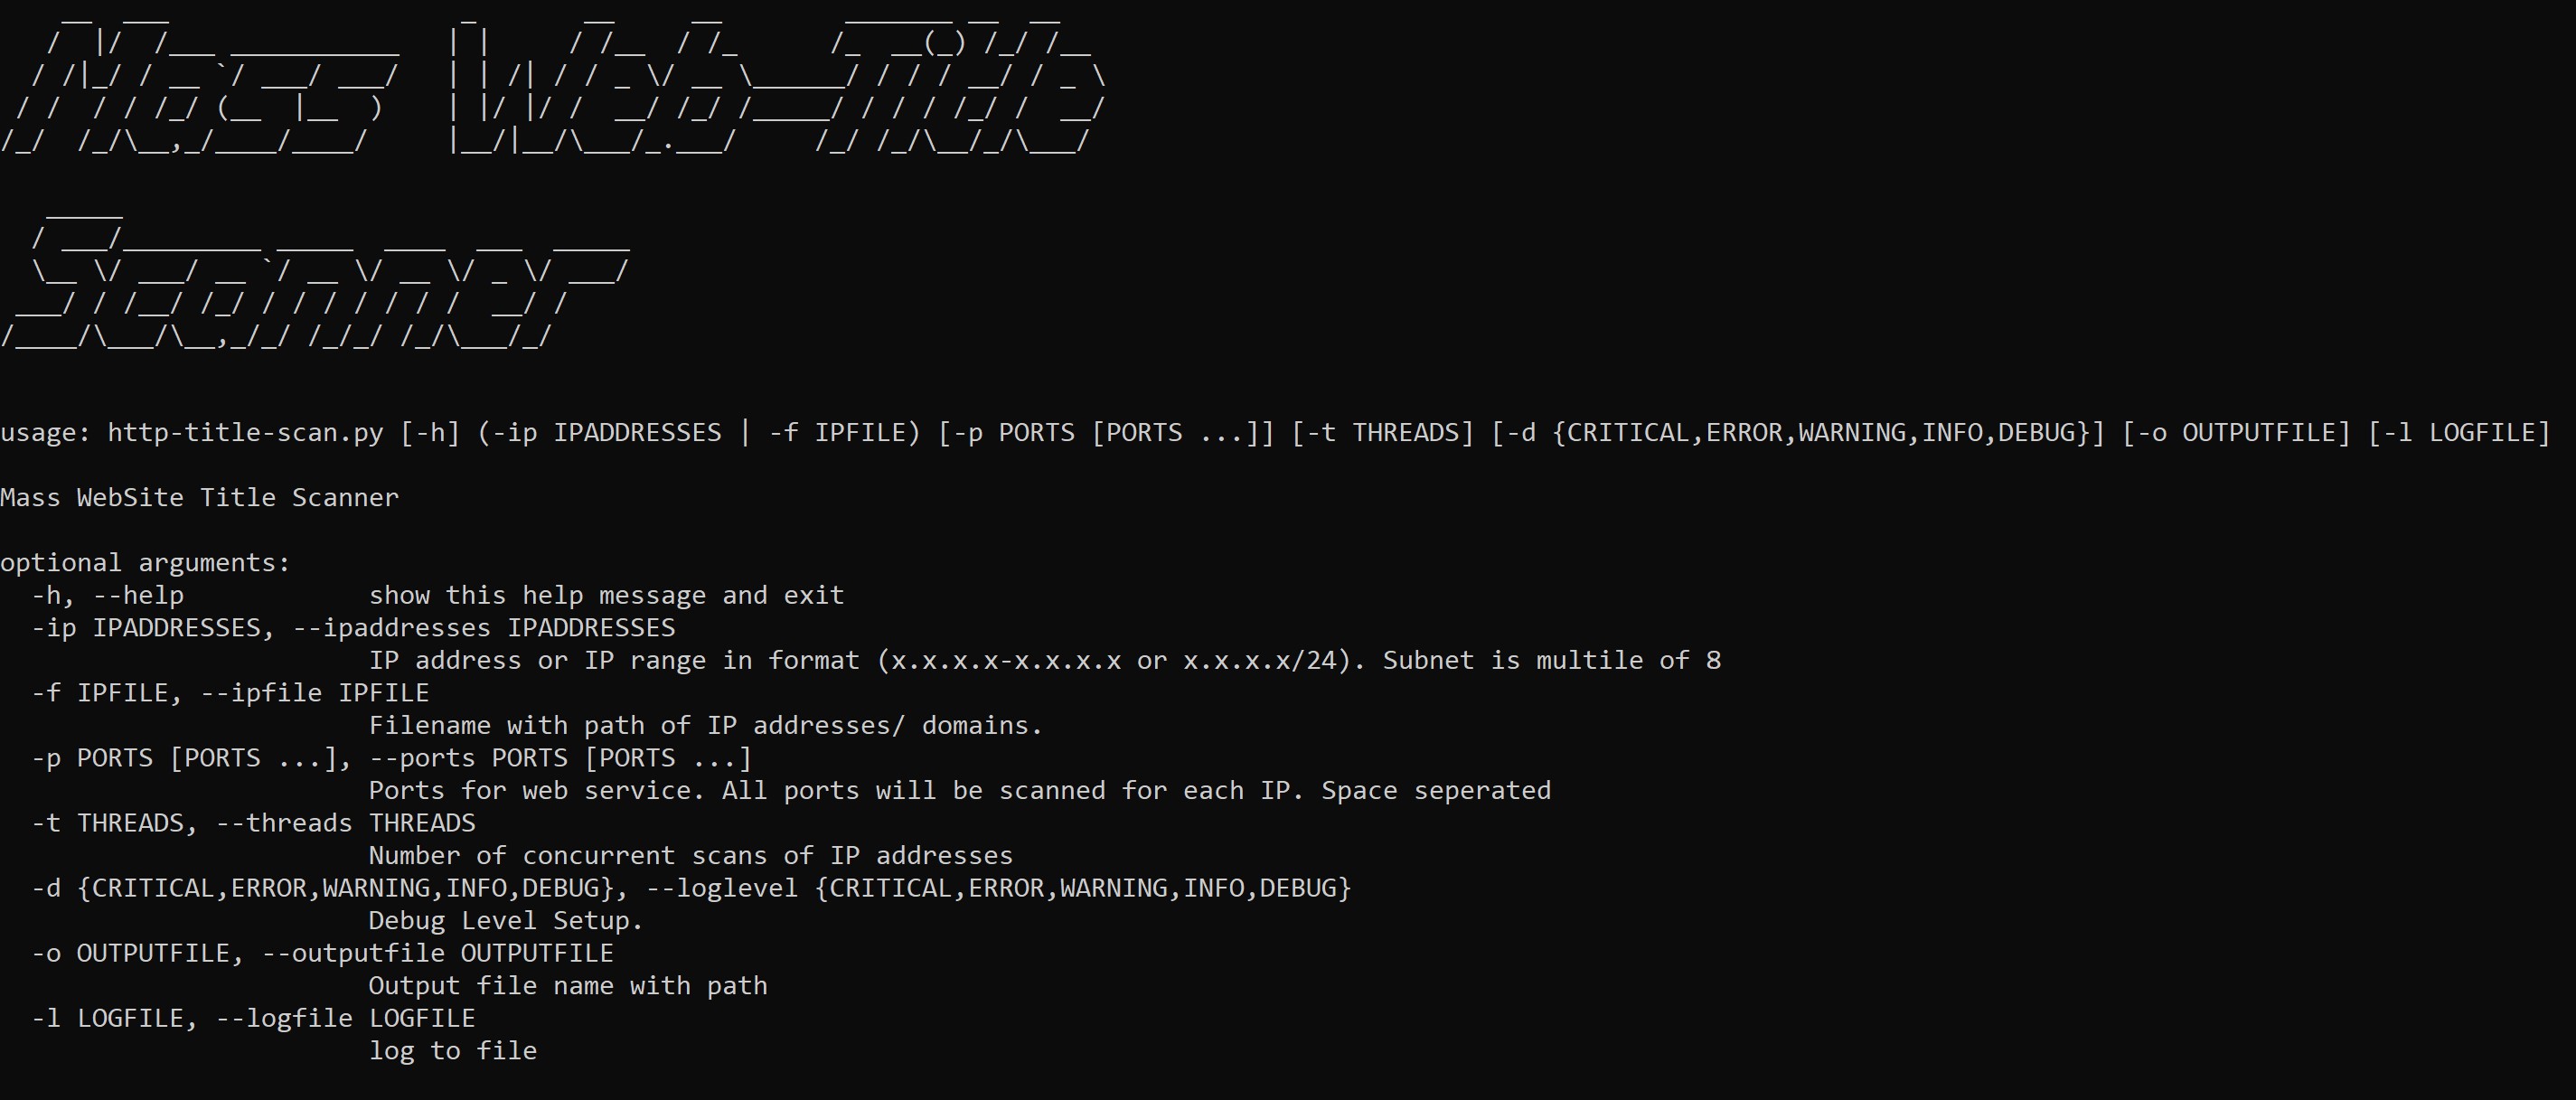 Mass Web-Title
Scanner
usage: http-title-scan.py [-h] (-ip IPADDRESSES | -f IPFILE) [-p PORTS [PORTS ...]] [-t THREADS] [-d {CRITICAL,ERROR,WARNING,INFO,DEBUG}] [-o OUTPUTFILE] [-l LOGFILE]
Mass WebSite Title Scanner
optional arguments:
-h, --help show this help message and exit
-ip IPADDRESSES, --ipaddresses IPADDRESSES
IP address or IP range in format (x.x.x.x-x.x.x.x or x.x.x.x/24). Subnet is multile of 8
-f IPFILE, --ipfile IPFILE
Filename with path of IP addresses/ domains.
-p PORTS [PORTS ...], --ports PORTS [PORTS ...]
Ports for web service. All ports will be scanned for each IP. Space seperated
-t THREADS, --threads THREADS
Number of concurrent scans of IP addresses
-d {CRITICAL,ERROR,WARNING,INFO,DEBUG}, --loglevel {CRITICAL,ERROR,WARNING,INFO,DEBUG}
Debug Level Setup.
-o OUTPUTFILE, --outputfile OUTPUTFILE
Output file name with path
-l LOGFILE, --logfile LOGFILE
log to file